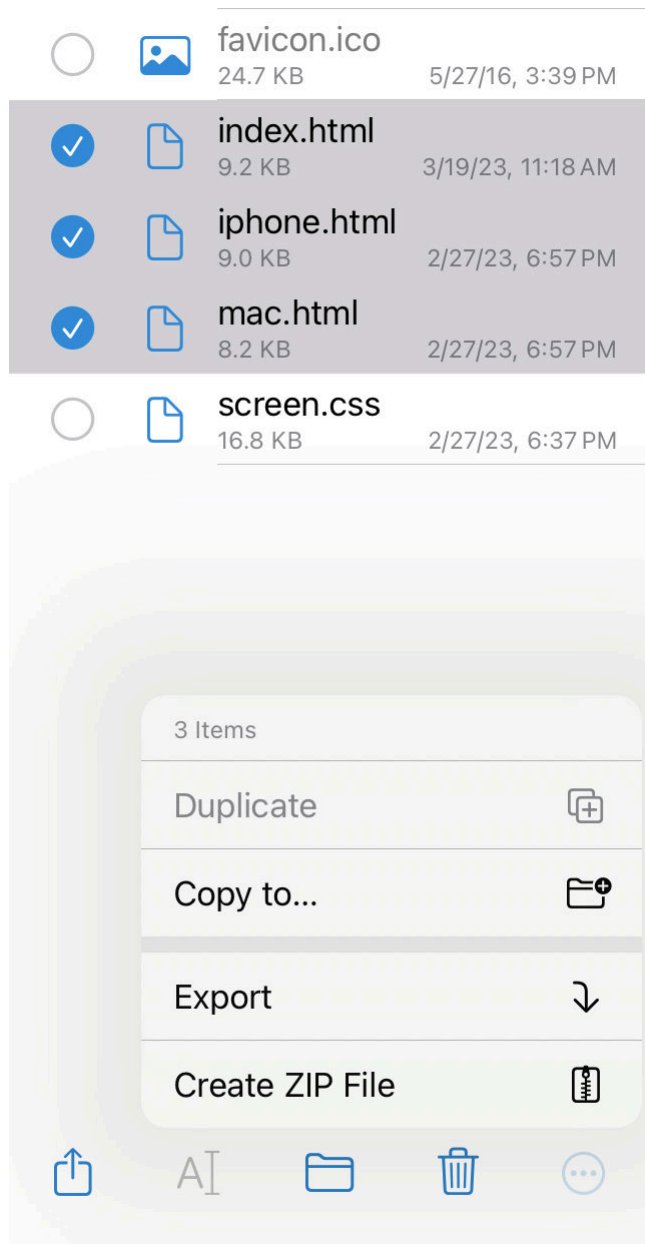 favicon.ico
24.7 KB 5/27/16, 3:39 PM
index.html
9.2 KB 3/19/23, 11:18 AM
iphone.html
9.0 KB 2/27/23, 6:57 PM
mac.html
8.2 KB 2/27/23, 6:57 PM
screen.css
16.8 KB 2/27/23, 6:37 PM
3 Items
Duplicate
Copy to...
Export
Create ZIP File
A